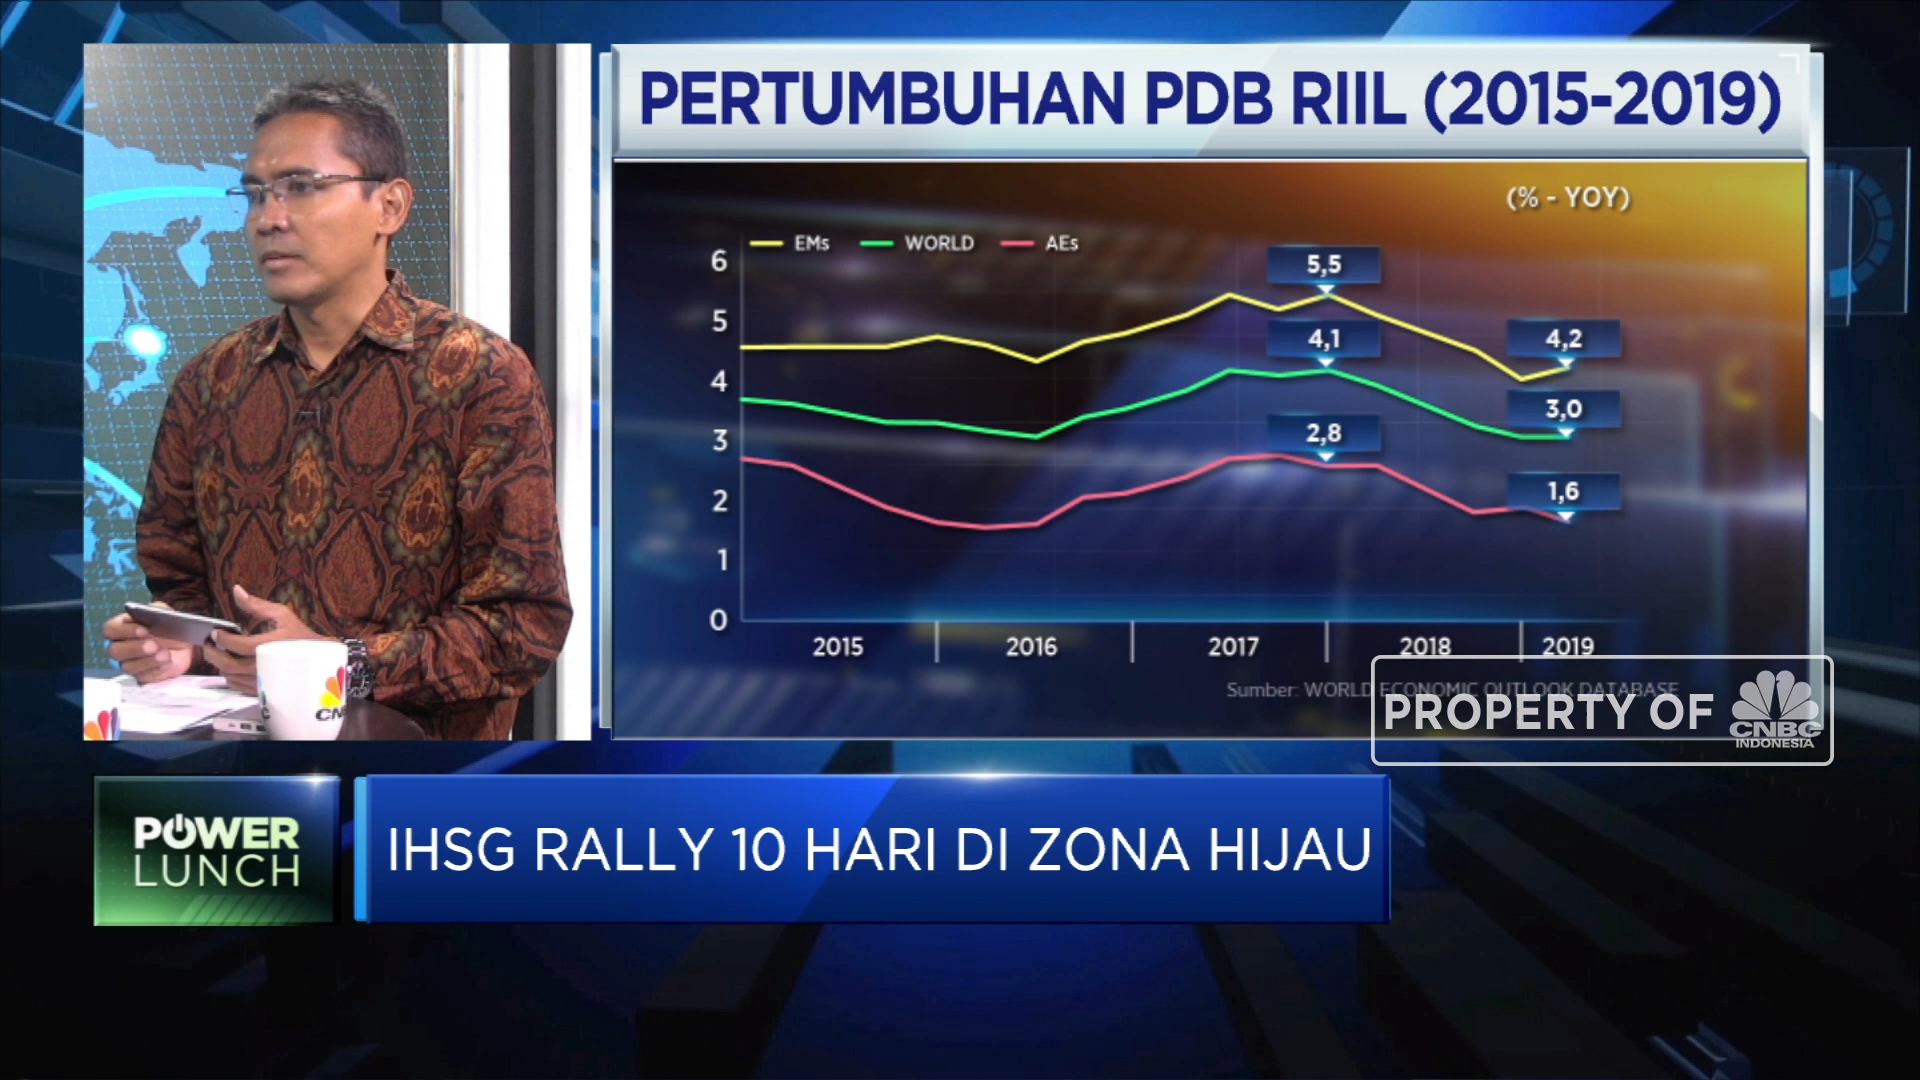 PERTUMBUHAN PDB RIIL (2015-2019)
(% - YOY)
EMs WORLD AEs
6
5
4
3
2
1
0
5,5
4,1
2,8
4,2
3,0
1,6
2015 2016 2017 2018 2019
Sumber: WORLD ECONOMIC OUTLOOK DATABASE
PROPERTY OF CNBC INDONESIA
CN
POWER
LUNCH
IHSG RALLY 10 HARI DI ZONA HIJAU